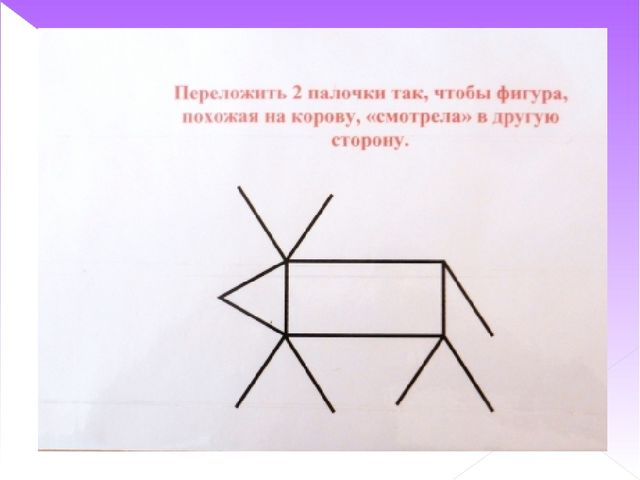 Переложить 2 палочки так, чтобы фигура,
похожая на корову, «смотрела» в другую
сторону.